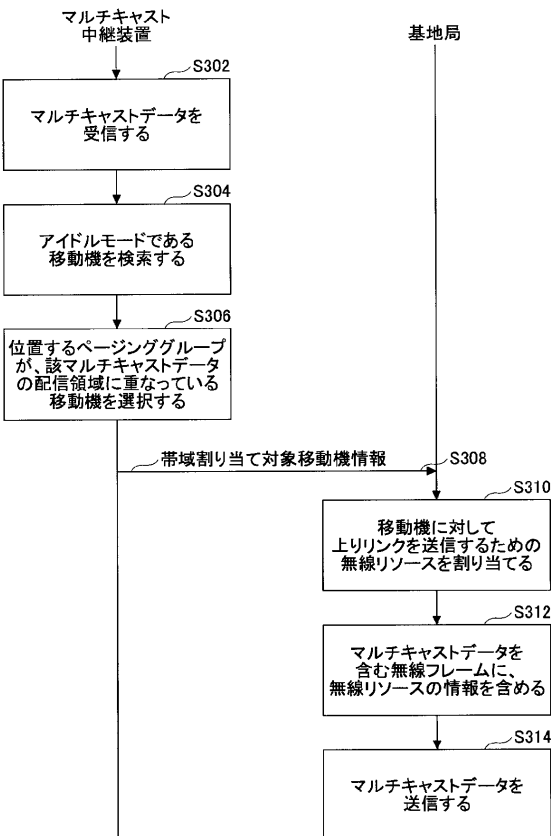 マルチキャスト
中継装置
基地局
S302
マルチキャストデータを
受信する
S304
アイドルモードである
移動機を検索する
S306
位置するページンググループ
が、該マルチキャストデータ
の配信領域に重なっている
移動機を選択する
帯域割り当て対象移動機情報
S308
S310
移動機に対して
上りリンクを送信するための
無線リソースを割り当てる
S312
マルチキャストデータを
含む無線フレームに、
無線リソースの情報を含める
S314
マルチキャストデータを
送信する